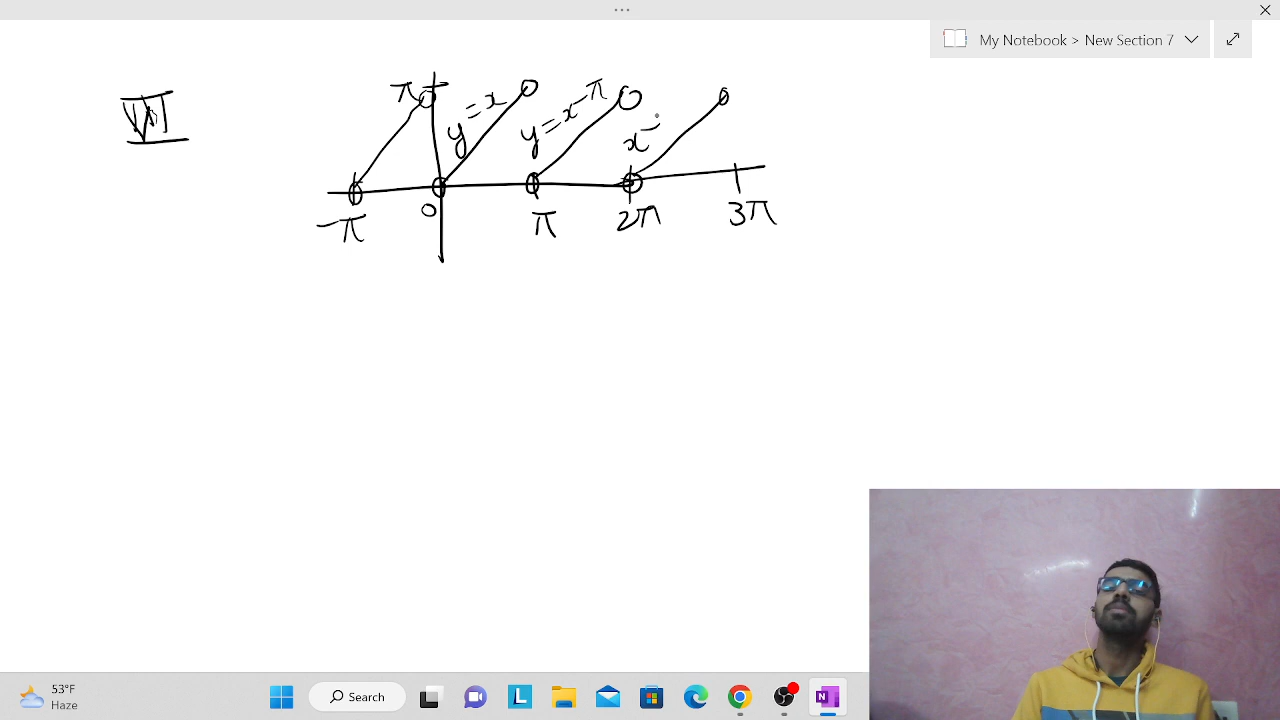 My Notebook > New Section 7
VII
π
y = x
y = x - π
x -
-π
0
π
2π
3π
53°F
Haze
Search